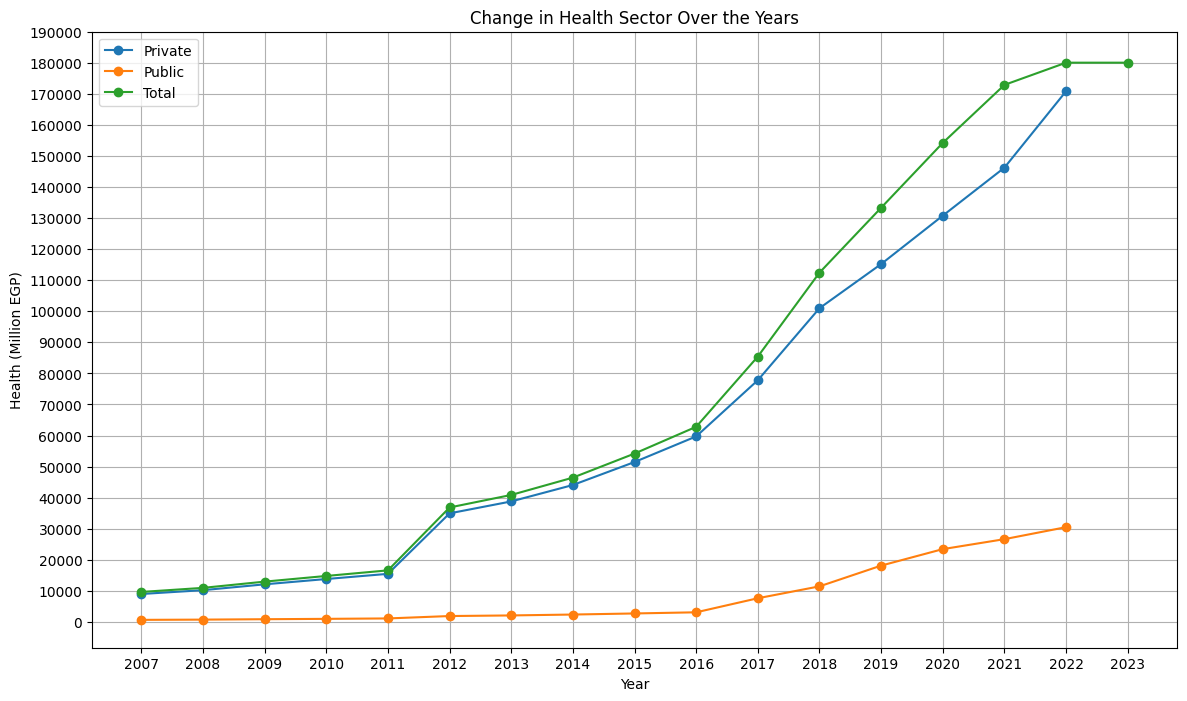 Change in Health Sector Over the Years
Private
Public
Total
Health (Million EGP)
190000
180000
170000
160000
150000
140000
130000
120000
110000
100000
90000
80000
70000
60000
50000
40000
30000
20000
10000
0
2007 2008 2009 2010 2011 2012 2013 2014 2015 2016 2017 2018 2019 2020 2021 2022 2023
Year